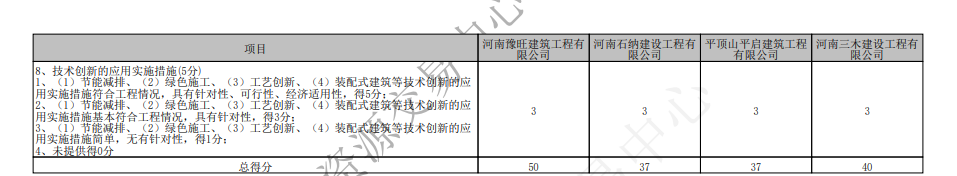 项目
河南豫旺建筑工程有限公司
河南石纳建设工程有限公司
平顶山平启建筑工程有限公司
河南三木建设工程有限公司
8、技术创新的应用实施措施(5分)
1、（1）节能减排、（2）绿色施工、（3）工艺创新、（4）装配式建筑等技术创新的应
用实施措施符合工程情况，具有针对性、可行性、经济适用性，得5分；
2、（1）节能减排、（2）绿色施工、（3）工艺创新、（4）装配式建筑等技术创新的应
用实施措施基本符合工程情况，具有针对性，得3分；
3、（1）节能减排、（2）绿色施工、（3）工艺创新、（4）装配式建筑等技术创新的应
用实施措施简单，无有针对性，得1分；
4、未提供得0分
3 3 3 3
总得分 50 37 37 40
资源交易中心
易中心